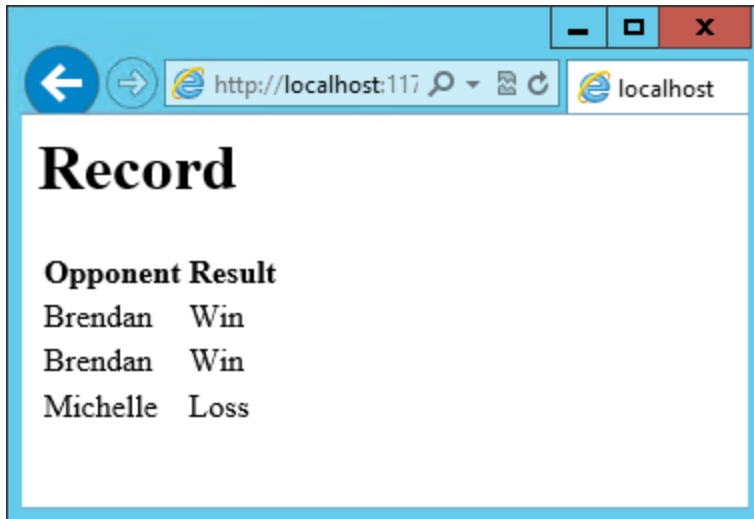 http://localhost:117
localhost
Record
Opponent Result
Brendan Win
Brendan Win
Michelle Loss